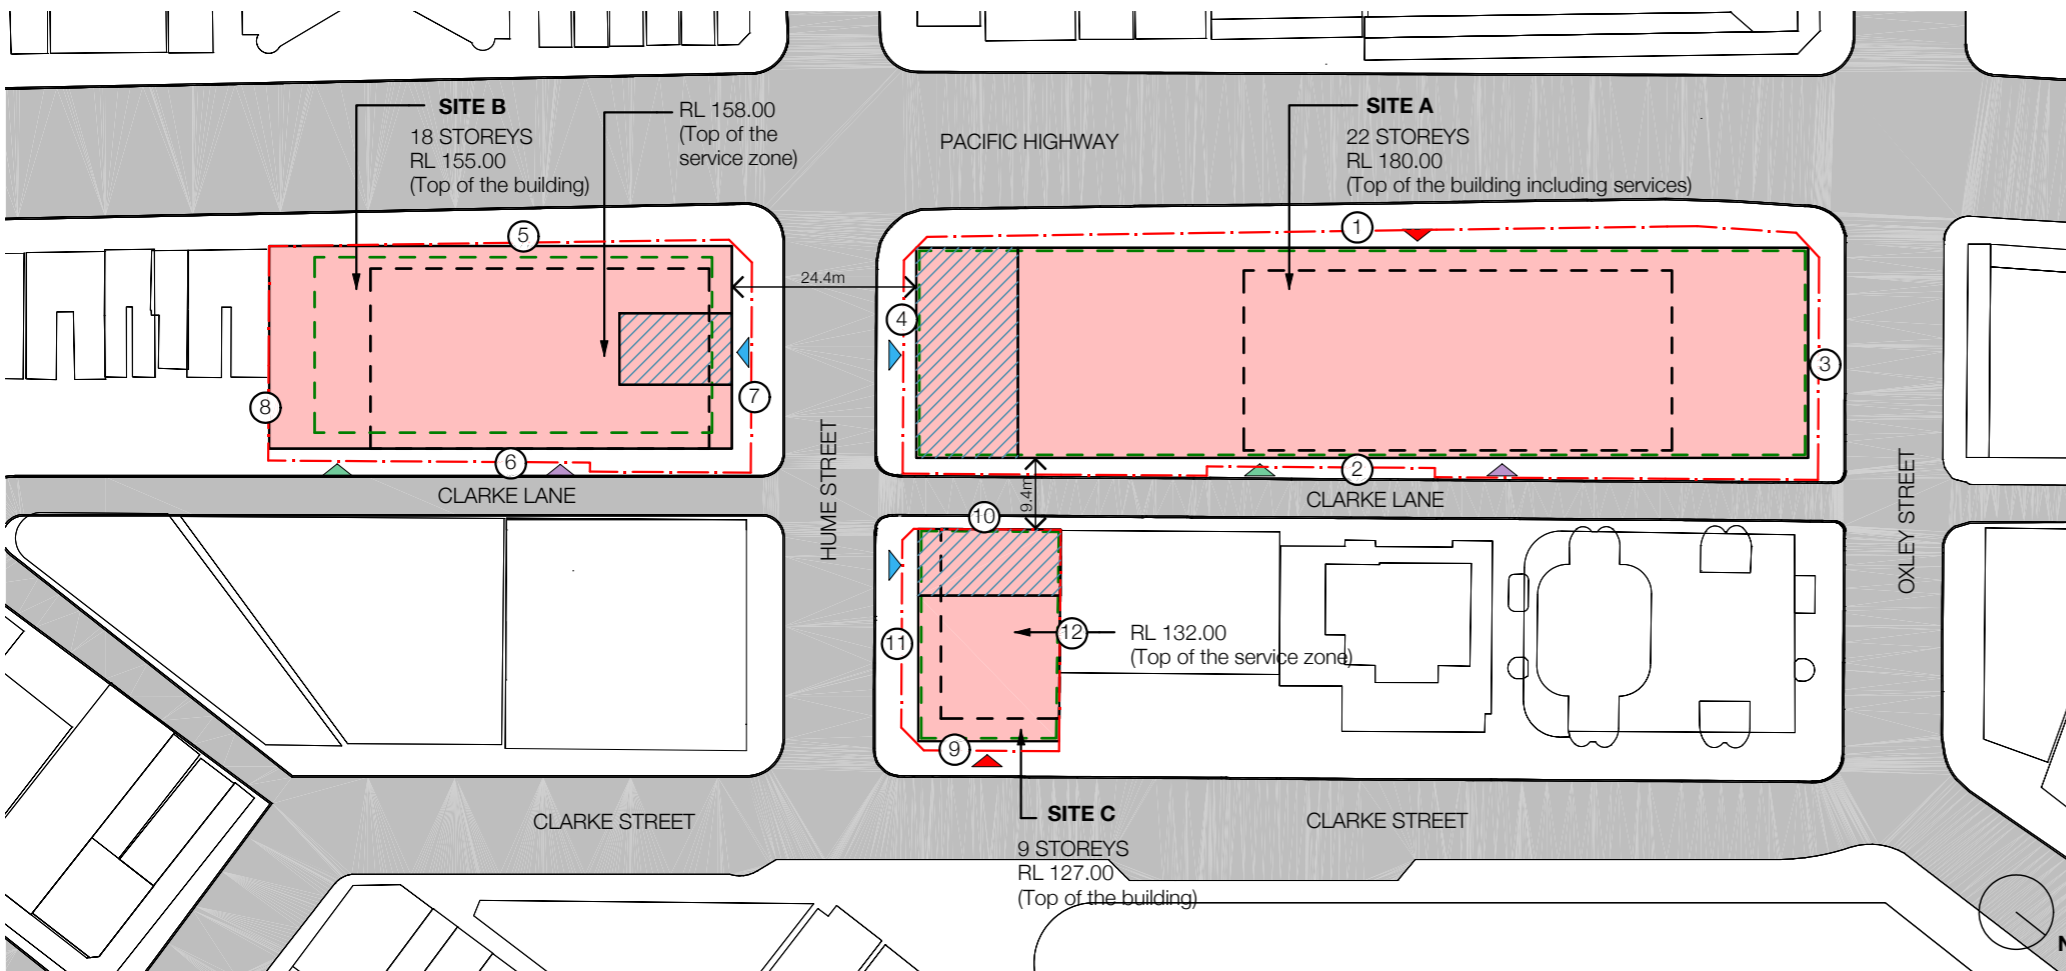 SITE B
18 STOREYS
RL 155.00
(Top of the building)
RL 158.00
(Top of the
service zone)
PACIFIC HIGHWAY
SITE A
22 STOREYS
RL 180.00
(Top of the building including services)
5
1
24.4m
4
3
7
8
6
2
CLARKE LANE
HUME STREET
9.4m
CLARKE LANE
OXLEY STREET
10
11
12
RL 132.00
(Top of the service zone)
9
SITE C
9 STOREYS
RL 127.00
(Top of the building)
CLARKE STREET
CLARKE STREET
N